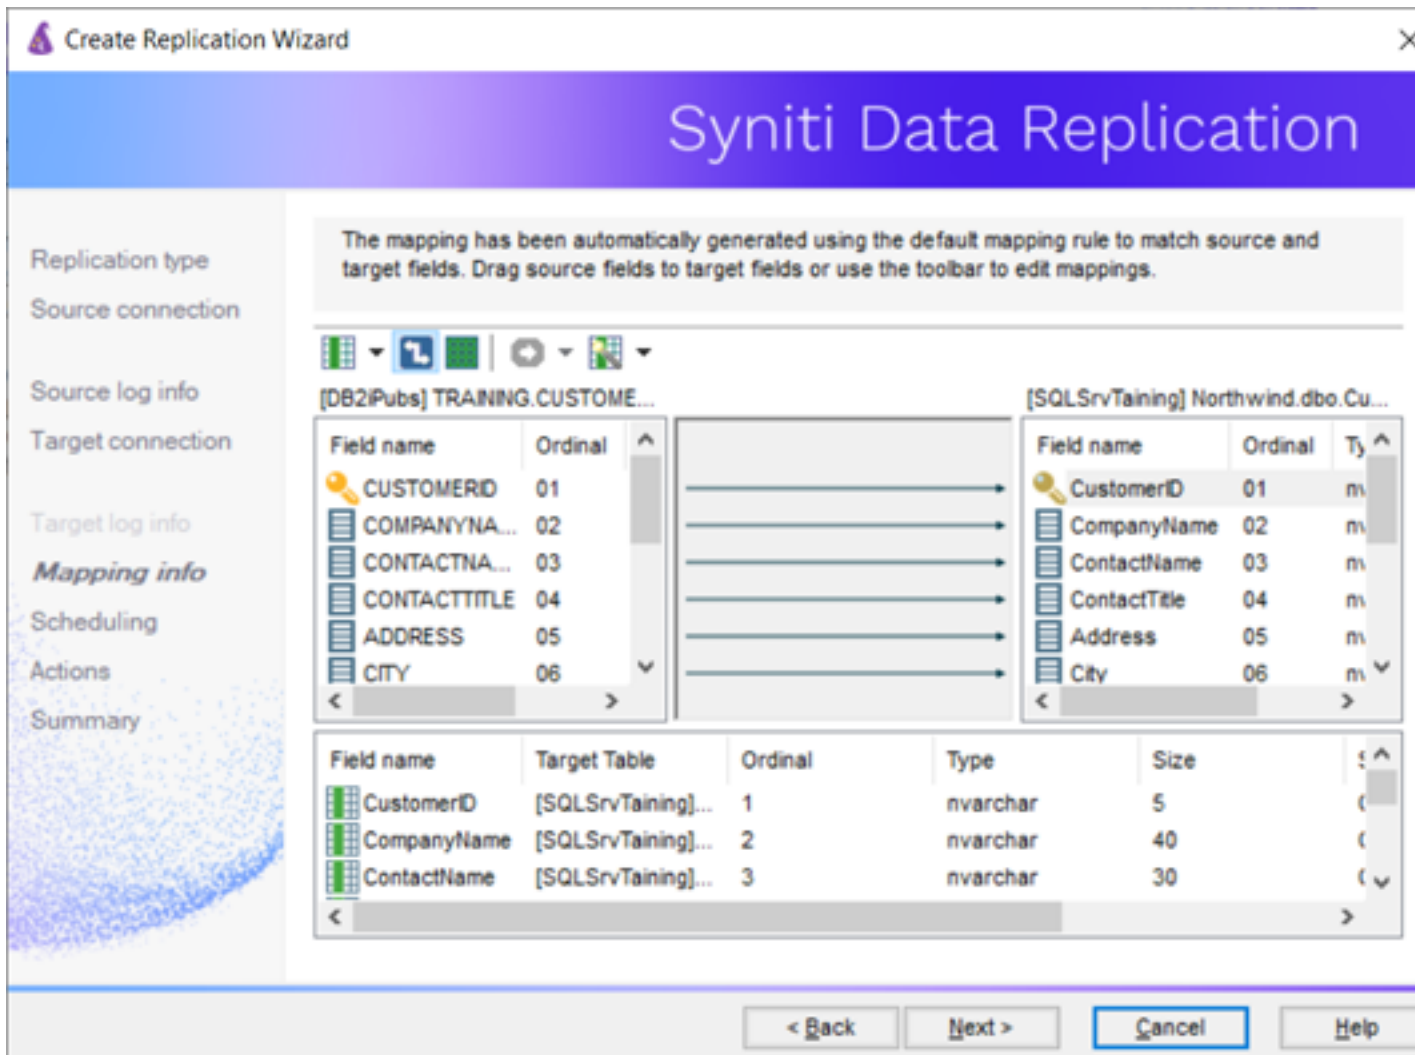 Create Replication Wizard
Syniti Data Replication
Replication type
Source connection
Source log info
Target connection
Target log info
Mapping info
Scheduling
Actions
Summary
The mapping has been automatically generated using the default mapping rule to match source and
target fields. Drag source fields to target fields or use the toolbar to edit mappings.
[DB2iPubs] TRAINING.CUSTOME...
Field name Ordinal
CUSTOMERID 01
COMPANYNA... 02
CONTACTNA... 03
CONTACTTITLE 04
ADDRESS 05
CITY 06
[SQLSrvTaining] Northwind.dbo.Cu...
Field name Ordinal
CustomerID 01
CompanyName 02
ContactName 03
ContactTitle 04
Address 05
City 06
Field name Target Table Ordinal Type Size
CustomerID [SQLSrvTaining]... 1 nvarchar 5
CompanyName [SQLSrvTaining]... 2 nvarchar 40
ContactName [SQLSrvTaining]... 3 nvarchar 30
< Back Next > Cancel Help